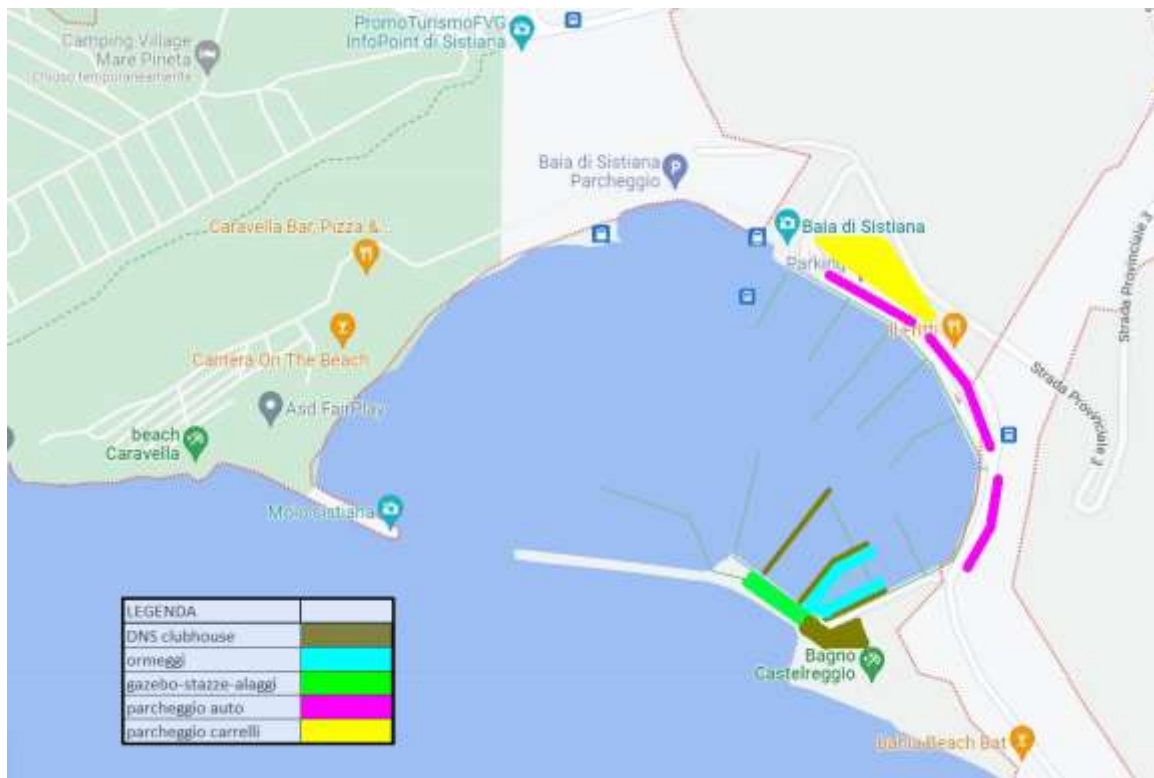 PromoTurismoFVG
InfoPoint di Sistiana
Camping Village
Mare Pineta
Chiuso temporaneamente
Baia di Sistiana
Parcheggio
P
Caravella Bar, Pizza &...
Baia di Sistiana
Parking
Strada Provinciale 3
Cantera On The Beach
Strada Provinciale 3
Asd FairPlay
beach
Caravella
Molo Sistiana
LEGENDA
DNS clubhouse
ormeggi
gazebo-stazze-alaggi
parcheggio auto
parcheggio carrelli
Bagno
Castelreggio
Bahia Beach Bat